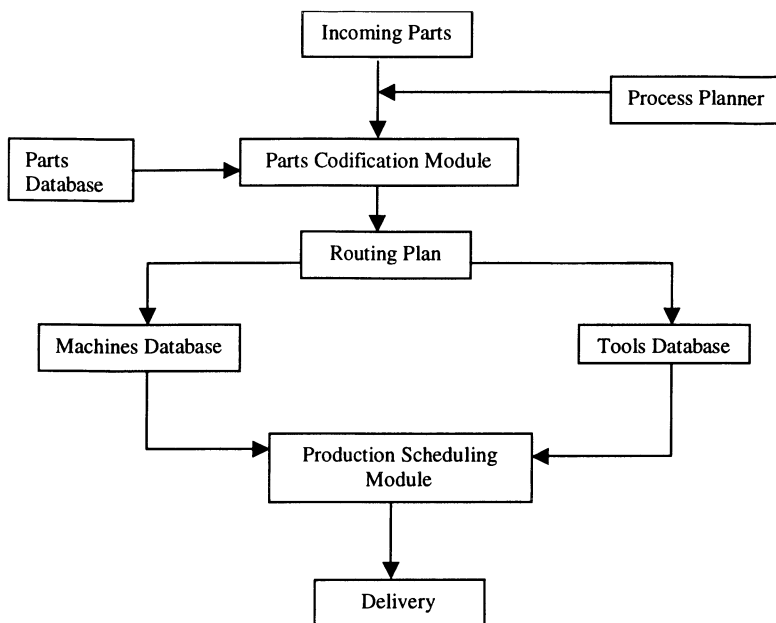 Incoming Parts
Process Planner
Parts
Database
Parts Codification Module
Routing Plan
Machines Database
Tools Database
Production Scheduling
Module
Delivery